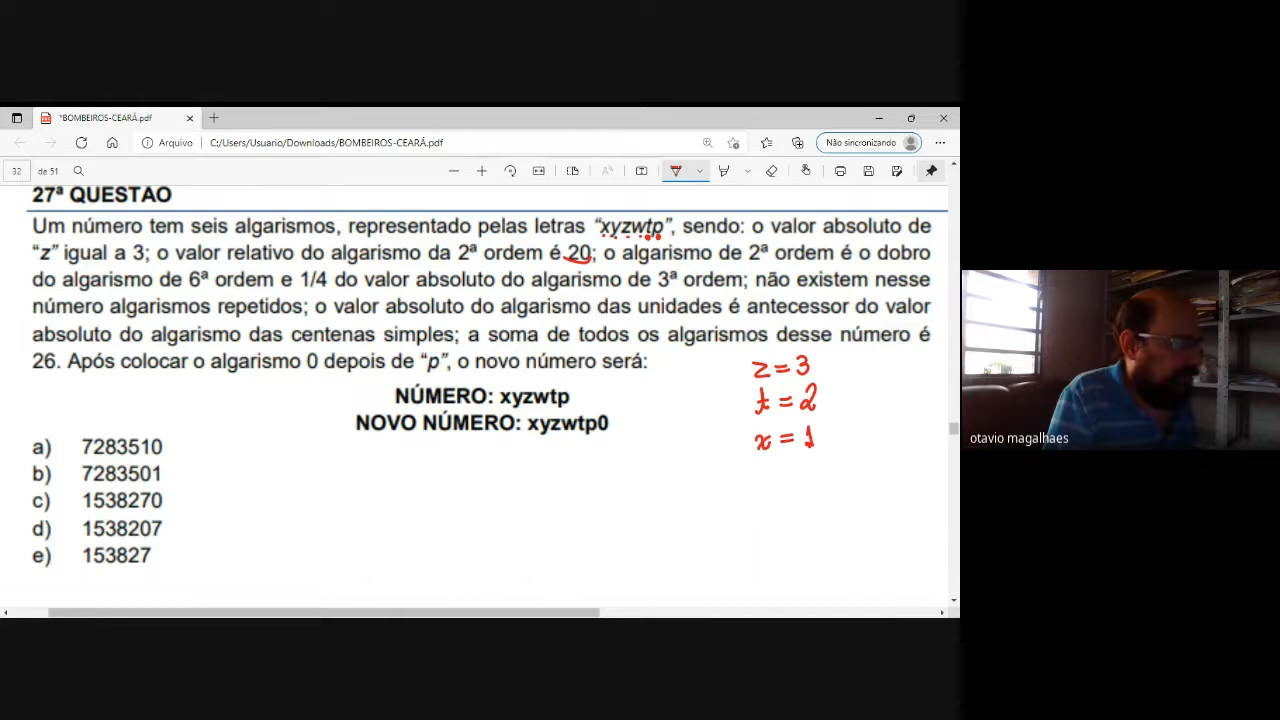 *BOMBEIROS-CEARÁ.pdf
Arquivo C:/Users/Usuario/Downloads/BOMBEIROS-CEARÁ.pdf Não sincronizando
32 de 51
27ª QUESTAO
Um número tem seis algarismos, representado pelas letras “xyzwtp”, sendo: o valor absoluto de
“z” igual a 3; o valor relativo do algarismo da 2ª ordem é 20; o algarismo de 2ª ordem é o dobro
do algarismo de 6ª ordem e 1/4 do valor absoluto do algarismo de 3ª ordem; não existem nesse
número algarismos repetidos; o valor absoluto do algarismo das unidades é antecessor do valor
absoluto do algarismo das centenas simples; a soma de todos os algarismos desse número é
26. Após colocar o algarismo 0 depois de “p”, o novo número será:
z = 3
NÚMERO: xyzwtp
t = 2
NOVO NÚMERO: xyzwtp0
x = 1
a) 7283510
b) 7283501
c) 1538270
d) 1538207
e) 153827
otavio magalhaes